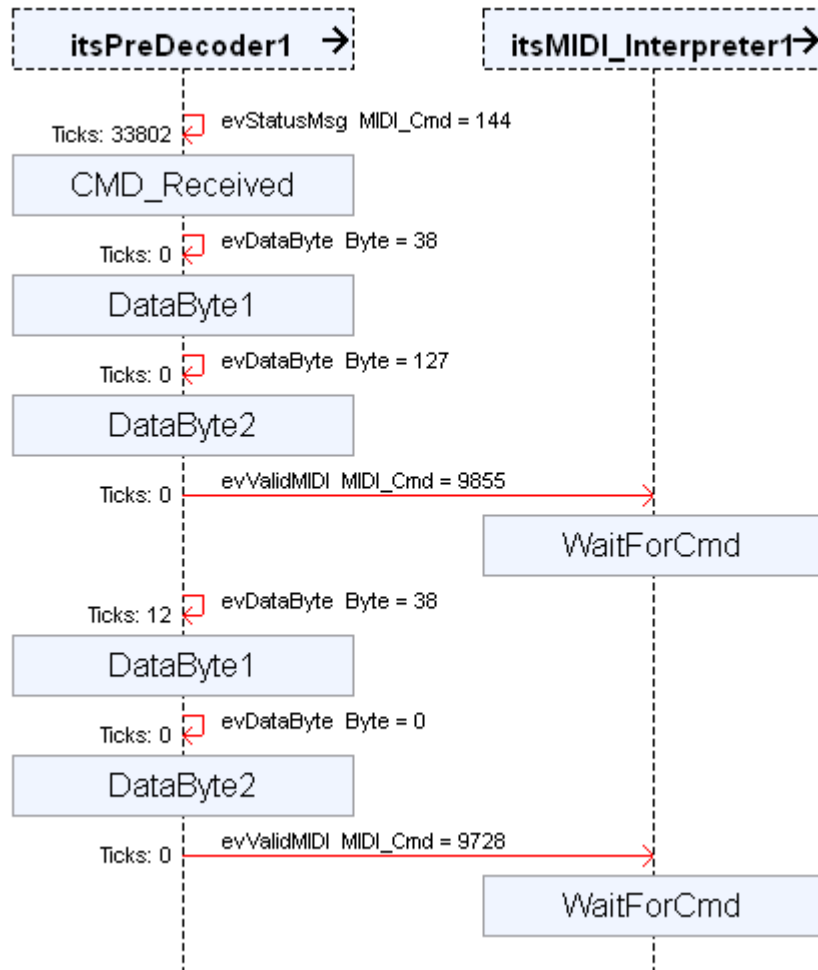 itsPreDecoder1 → itsMIDI_Interpreter1→
evStatusMsg MIDI_Cmd = 144
Ticks: 33802
CMD_Received
evDataByte Byte = 38
Ticks: 0
DataByte1
evDataByte Byte = 127
Ticks: 0
DataByte2
evValidMIDI MIDI_Cmd = 9855
Ticks: 0
WaitForCmd
evDataByte Byte = 38
Ticks: 12
DataByte1
evDataByte Byte = 0
Ticks: 0
DataByte2
evValidMIDI MIDI_Cmd = 9728
Ticks: 0
WaitForCmd